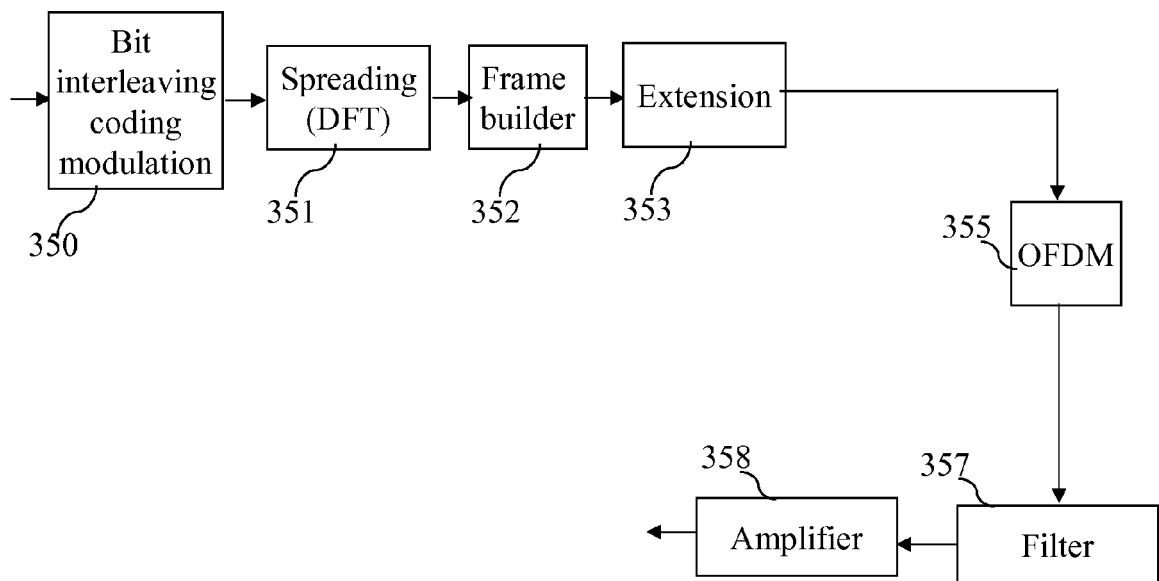 Bit
interleaving
coding
modulation
350
Spreading
(DFT)
351
Frame
builder
352
Extension
353
355
OFDM
358
Amplifier
357
Filter